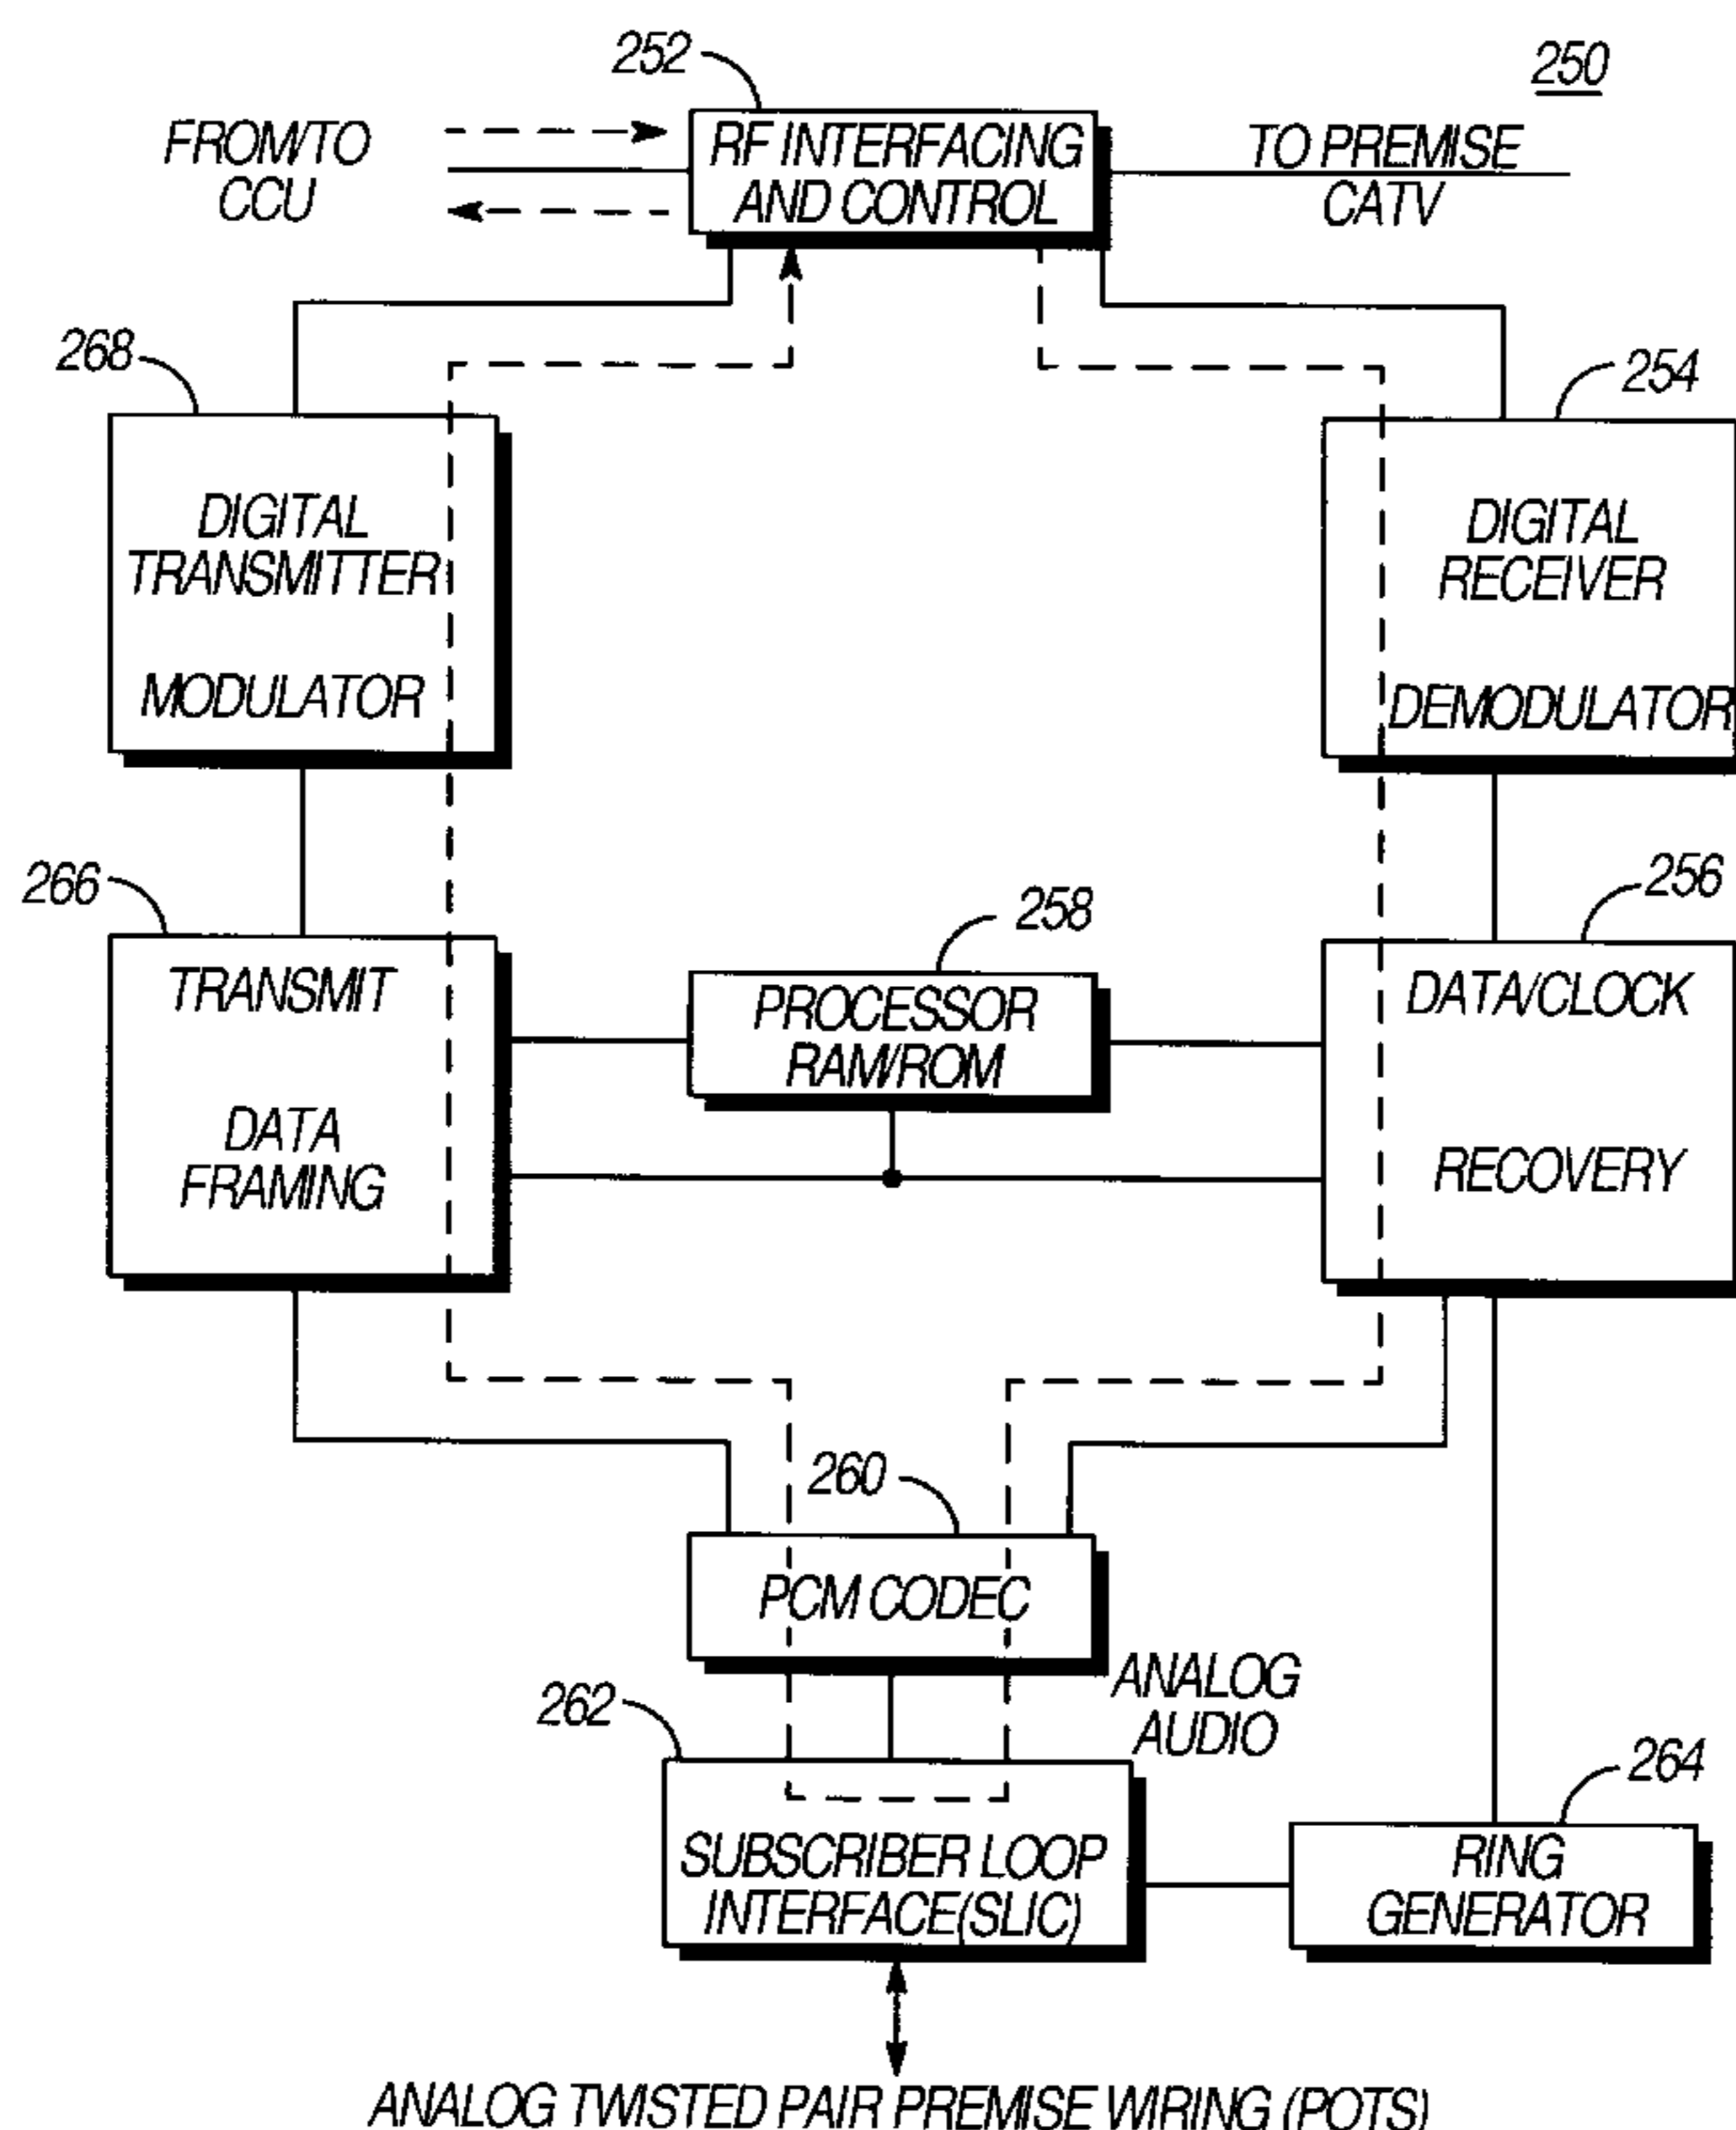 252
250
FROM/TO
CCU
RF INTERFACING
AND CONTROL
TO PREMISE
CATV
268
254
DIGITAL
TRANSMITTER
MODULATOR
DIGITAL
RECEIVER
DEMODULATOR
266
258
256
TRANSMIT
DATA
FRAMING
PROCESSOR
RAM/ROM
DATA/CLOCK
RECOVERY
260
PCM CODEC
ANALOG
AUDIO
262
264
SUBSCRIBER LOOP
INTERFACE(SLIC)
RING
GENERATOR
ANALOG TWISTED PAIR PREMISE WIRING (POTS)